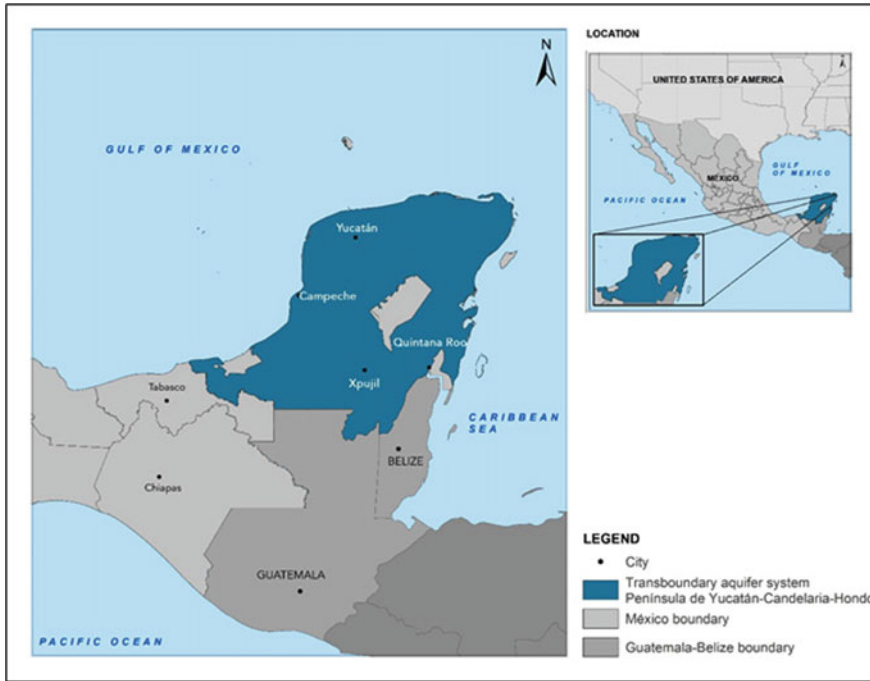 N
GULF OF MEXICO
Yucatán
Campeche
Quintana Roo
Xpujil
Tabasco
CARIBBEAN
SEA
BELIZE
Chiapas
GUATEMALA
PACIFIC OCEAN
LOCATION
UNITED STATES OF AMERICA
MÉXICO
GULF
OF MEXICO
PACIFIC OCEAN
LEGEND
City
Transboundary aquifer system
Península de Yucatán-Candelaria-Hondo
México boundary
Guatemala-Belize boundary